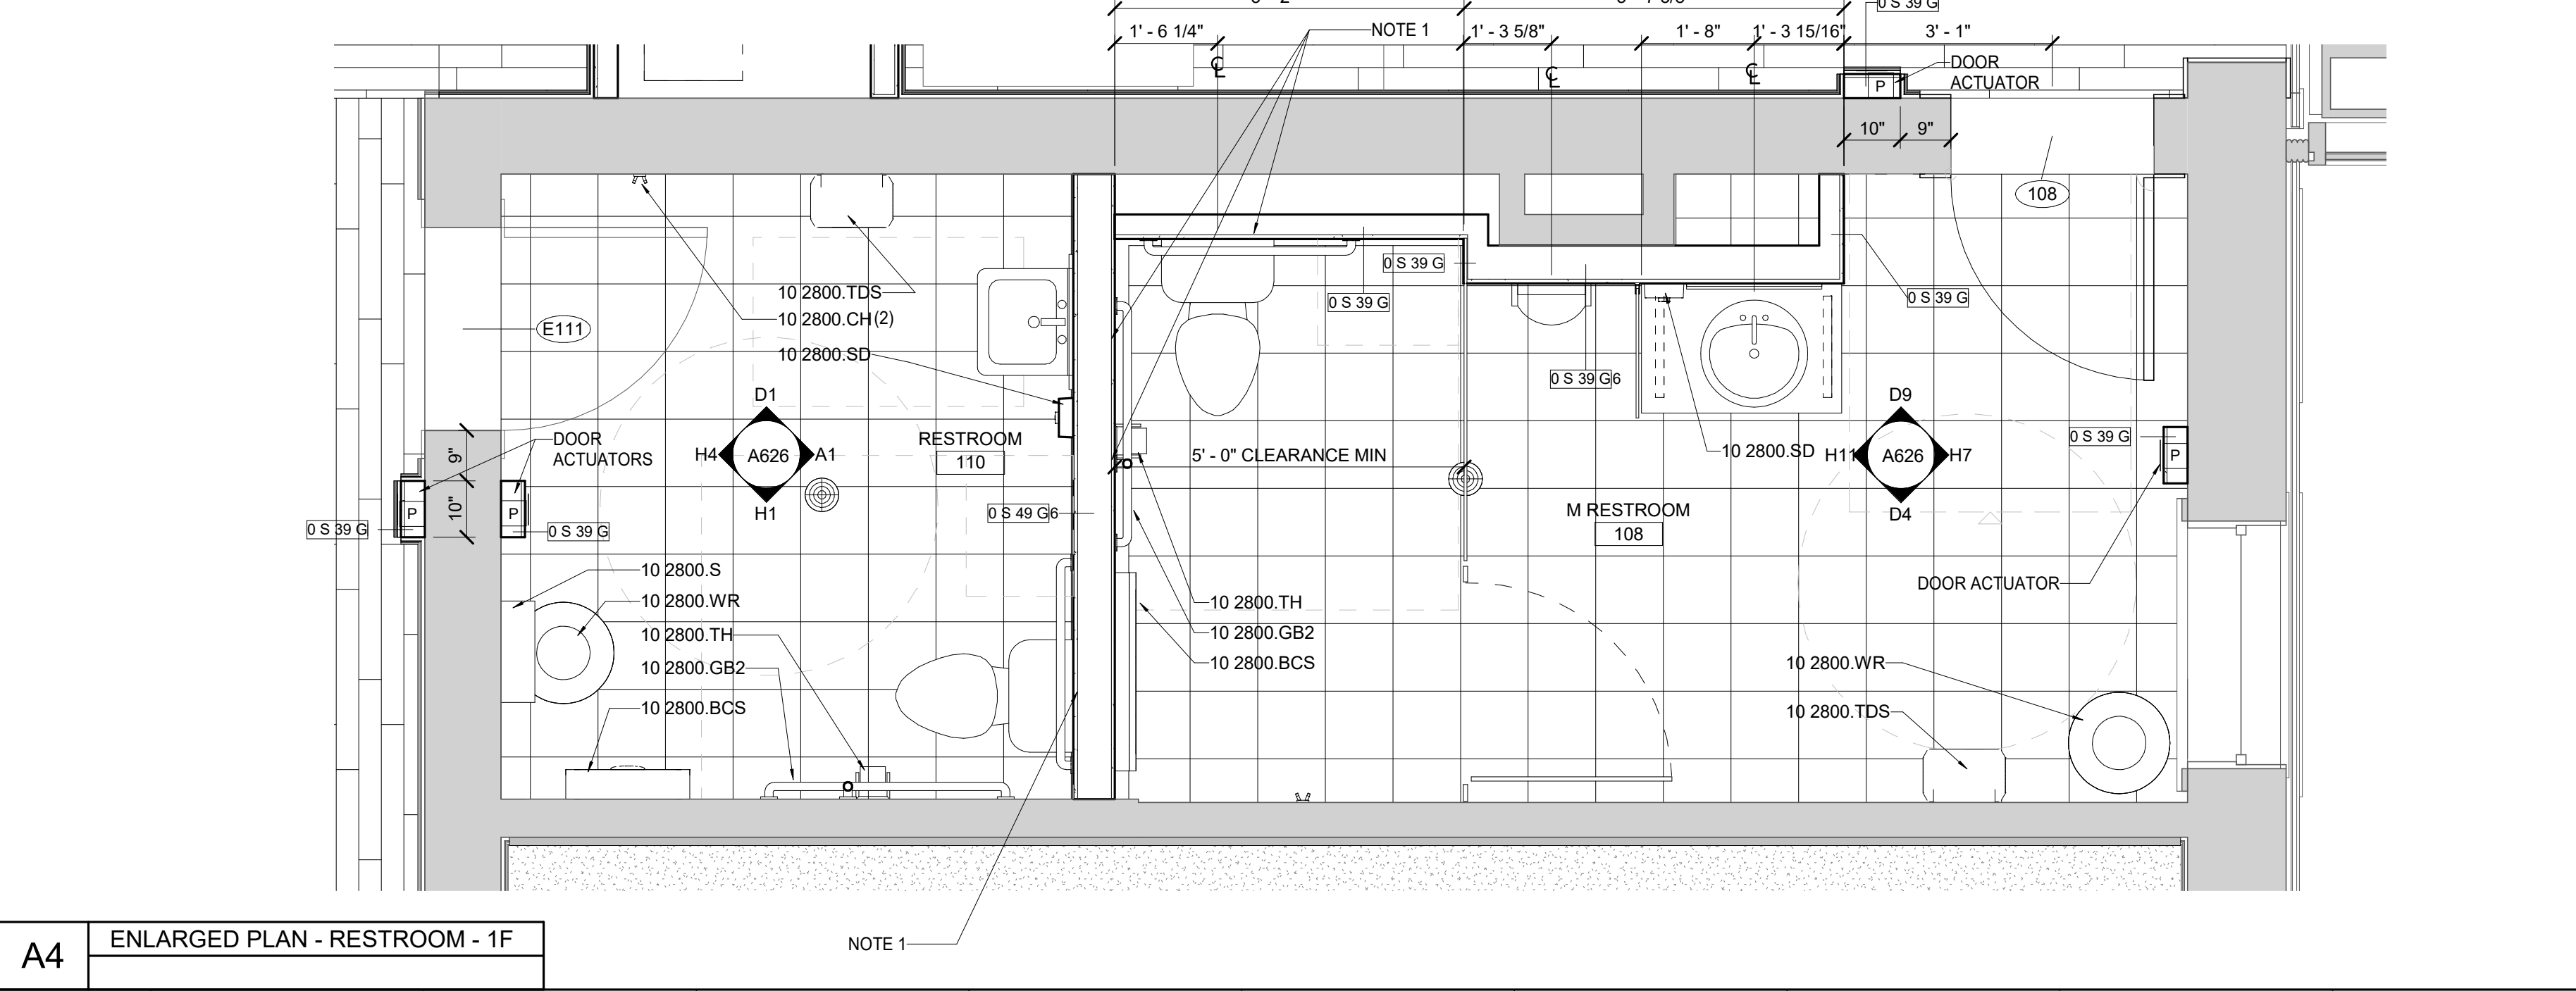 0 S 39 G
1' - 6 1/4"
NOTE 1
1' - 3 5/8"
1' - 8"
1' - 3 15/16"
3' - 1"
DOOR
ACTUATOR
P
10"
9"
108
10 2800.TDS
10 2800.CH(2)
10 2800.SD
E111
0 S 39 G
0 S 39 G
0 S 39 G
0 S 39 G6
D1
H4
A626
A1
H1
RESTROOM
110
DOOR
ACTUATORS
9"
10"
P
P
0 S 39 G
0 S 39 G
0 S 49 G6
5' - 0" CLEARANCE MIN
10 2800.SD
D9
H11
A626
H7
D4
0 S 39 G
P
M RESTROOM
108
DOOR ACTUATOR
10 2800.S
10 2800.WR
10 2800.TH
10 2800.GB2
10 2800.BCS
10 2800.TH
10 2800.GB2
10 2800.BCS
10 2800.WR
10 2800.TDS
NOTE 1
A4
ENLARGED PLAN - RESTROOM - 1F